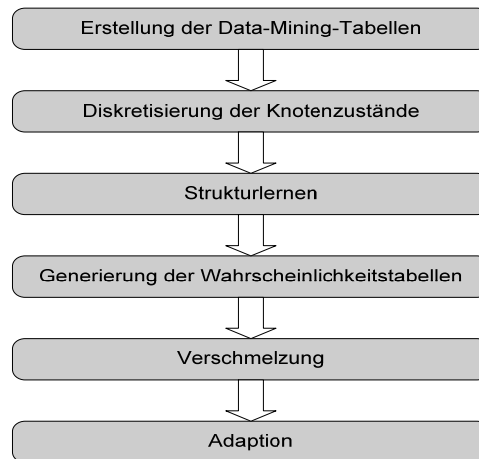 Erstellung der Data-Mining-Tabellen
Diskretisierung der Knotenzustände
Strukturlernen
Generierung der Wahrscheinlichkeitstabellen
Verschmelzung
Adaption